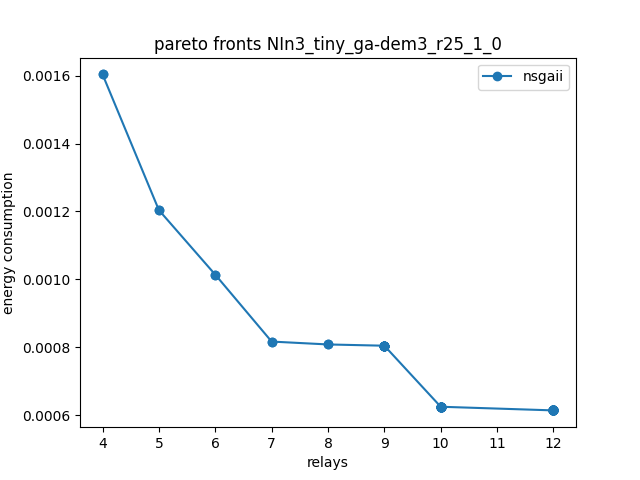 pareto fronts NIn3_tiny_ga-dem3_r25_1_0
nsgaii
energy consumption
0.0016
0.0014
0.0012
0.0010
0.0008
0.0006
4 5 6 7 8 9 10 11 12
relays